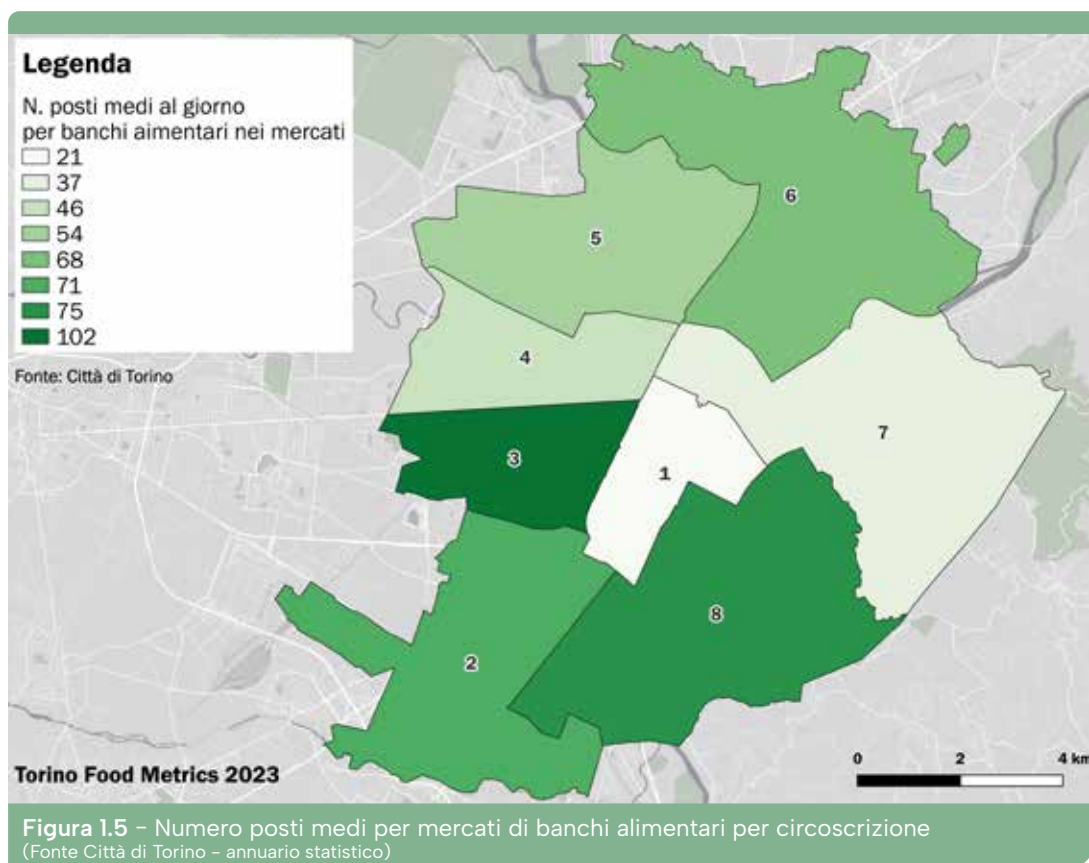 Legenda
N. posti medi al giorno
per banchi aimentari nei mercati
21
37
46
54
68
71
75
102
Fonte: Città di Torino
6
5
4
7
3
1
8
2
0 2 4 km
Torino Food Metrics 2023
Figura 1.5 – Numero posti medi per mercati di banchi alimentari per circoscrizione
(Fonte Città di Torino – annuario statistico)